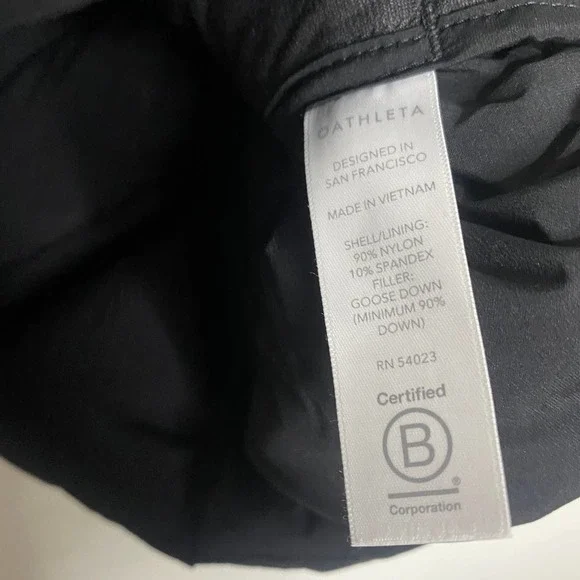 ATHLETA
DESIGNED IN
SAN FRANCISCO
MADE IN VIETNAM
SHELL/LINING:
90% NYLON
10% SPANDEX
FILLER:
GOOSE DOWN
(MINIMUM 90%
DOWN)
RN 54023
Certified
B
®
Corporation